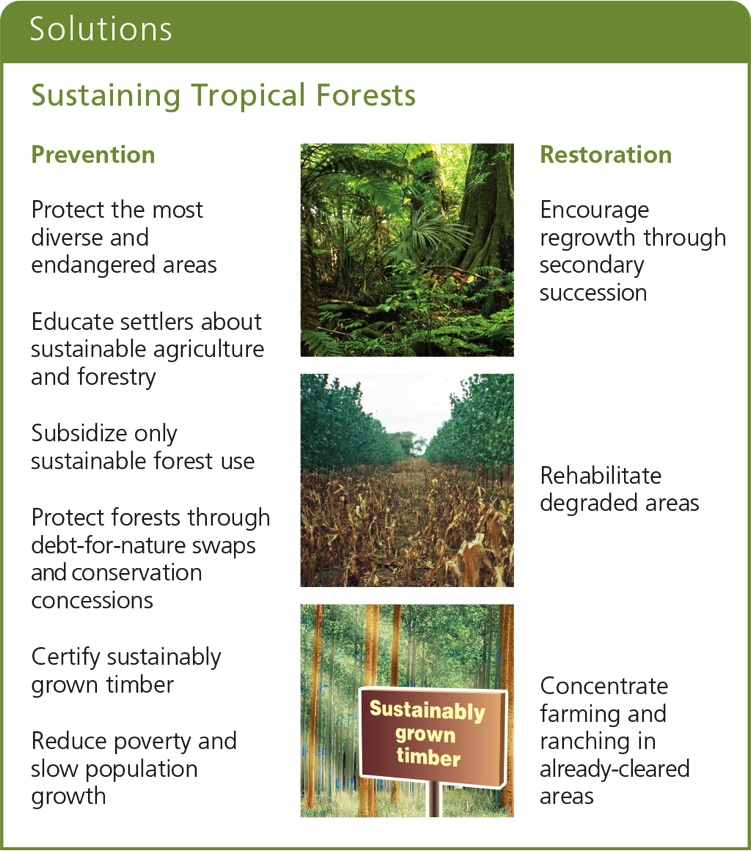 Solutions
Sustaining Tropical Forests
Prevention
Protect the most
diverse and
endangered areas
Educate settlers about
sustainable agriculture
and forestry
Subsidize only
sustainable forest use
Protect forests through
debt-for-nature swaps
and conservation
concessions
Certify sustainably
grown timber
Reduce poverty and
slow population
growth
Sustainably
grown
timber
Restoration
Encourage
regrowth through
secondary
succession
Rehabilitate
degraded areas
Concentrate
farming and
ranching in
already-cleared
areas